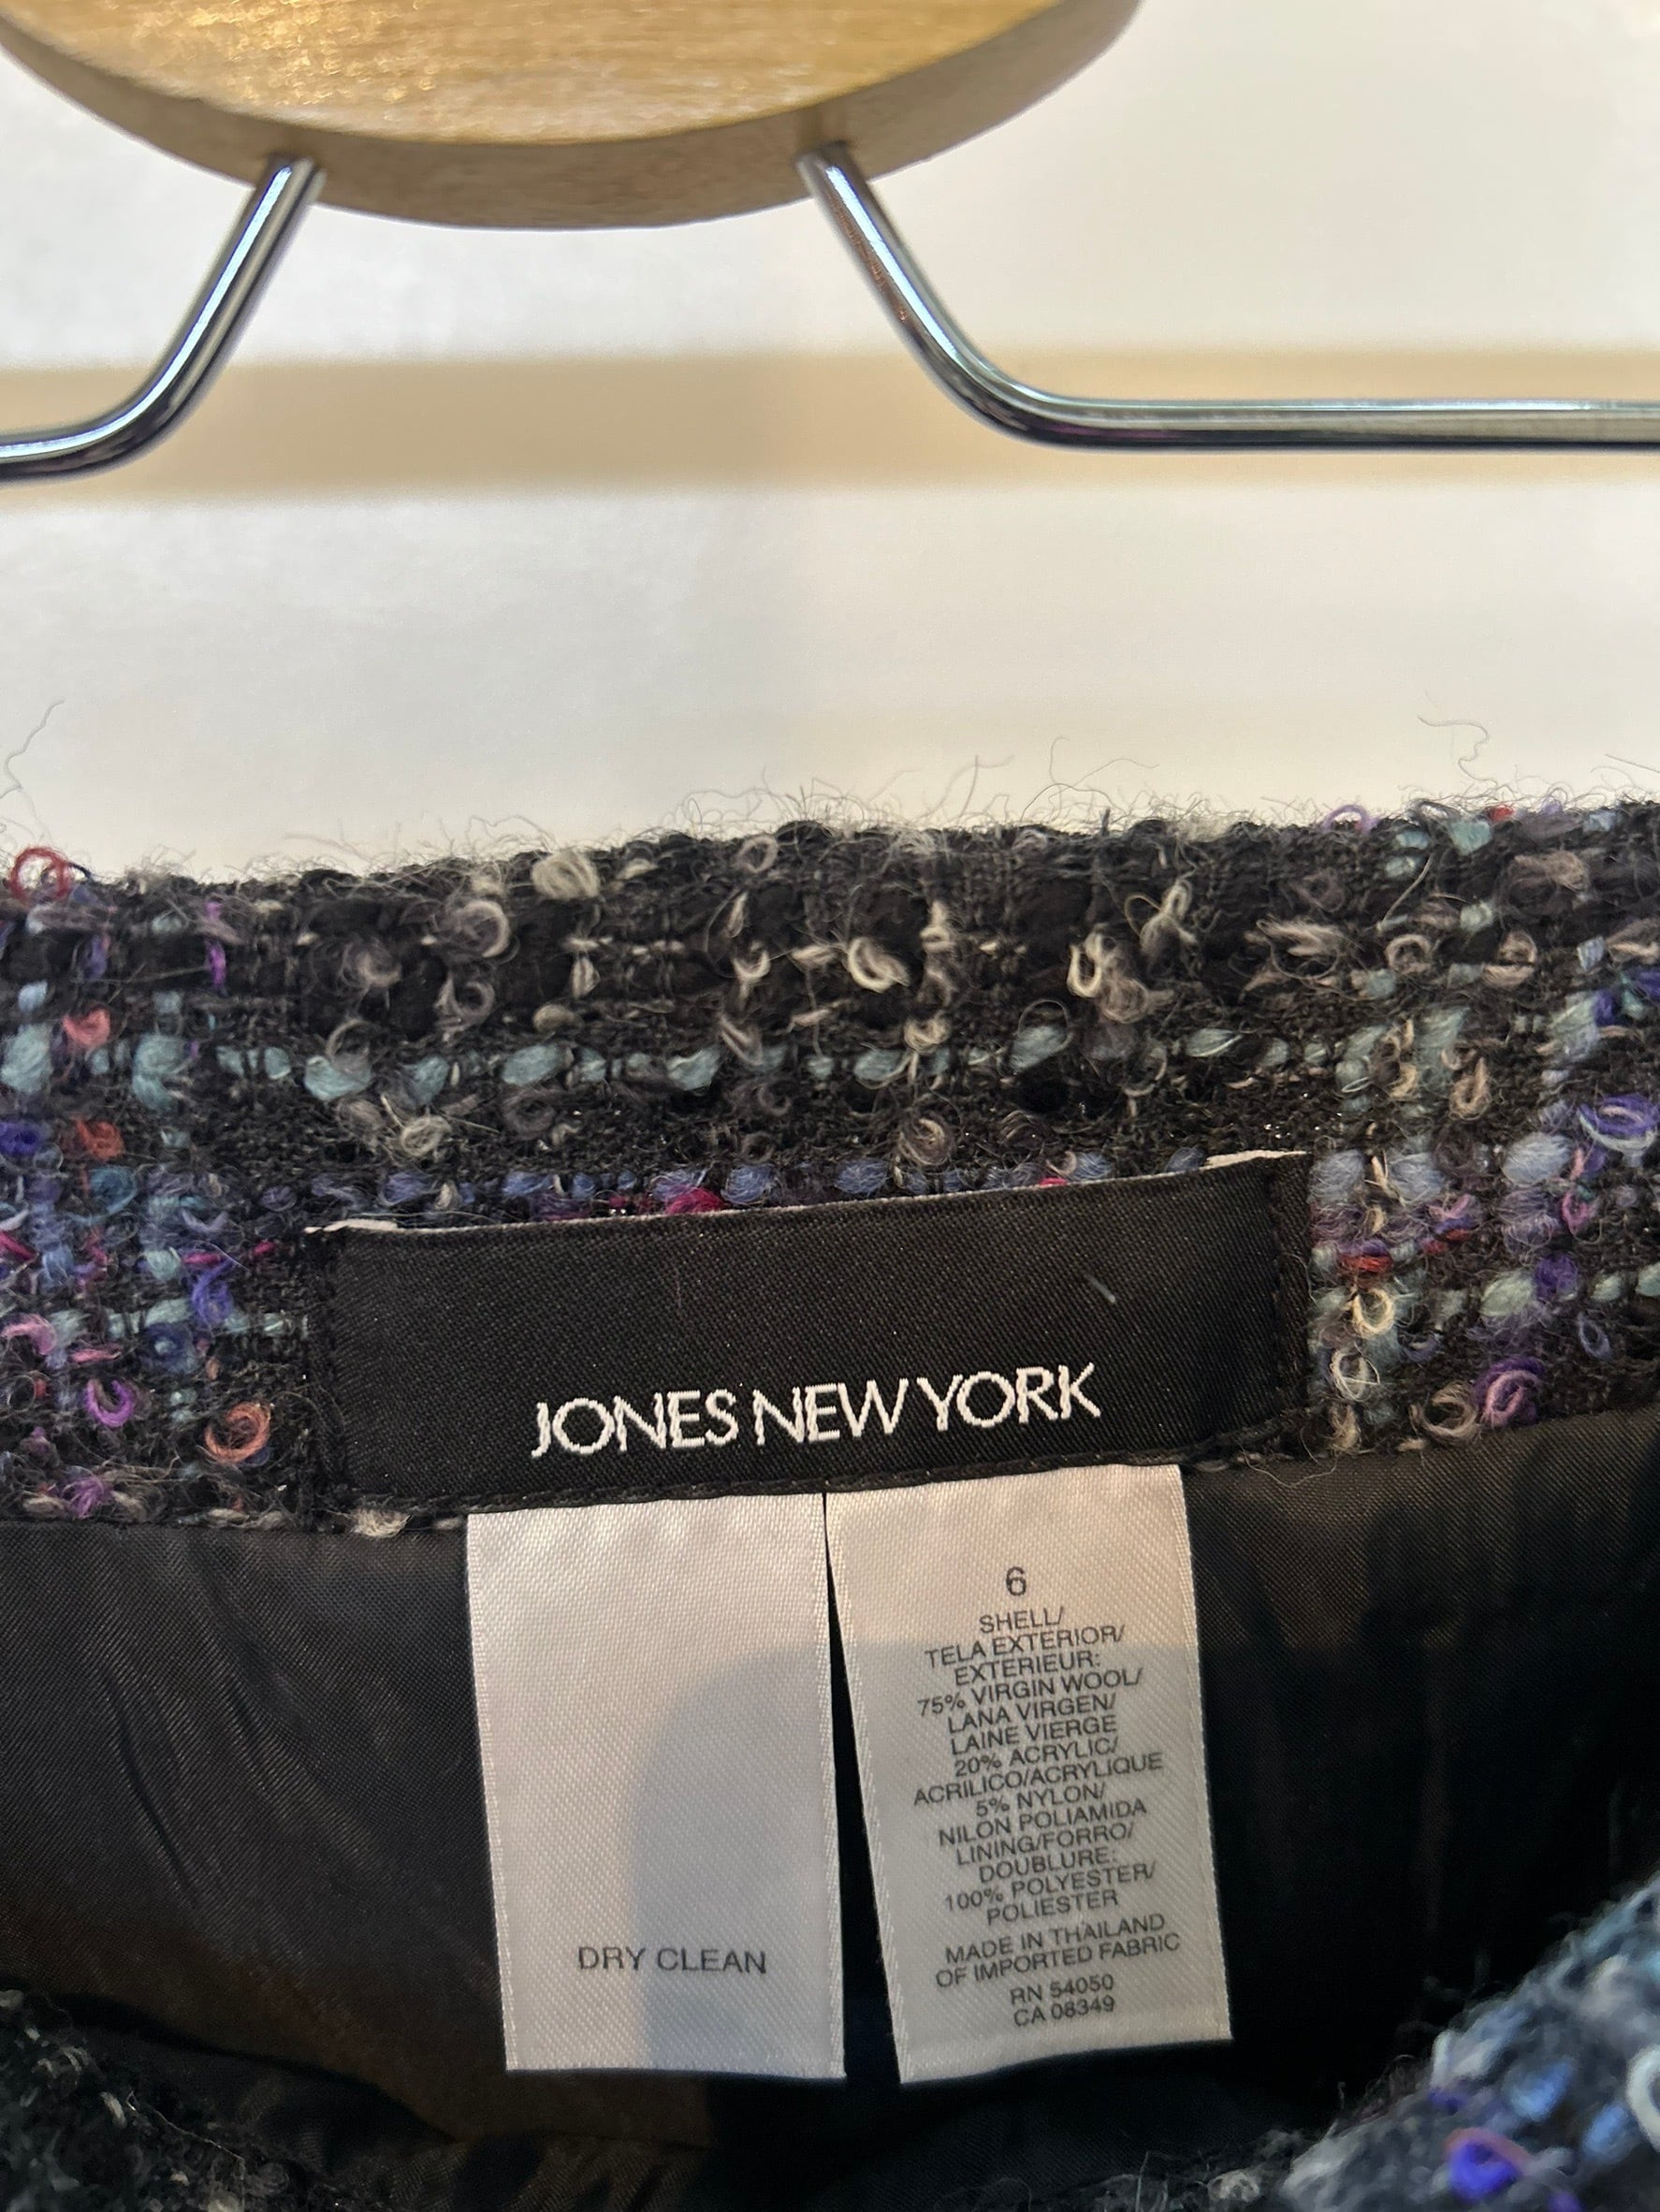 JONES NEW YORK
DRY CLEAN
6
SHELL/
TELA EXTERIOR/
EXTERIEUR:
75% VIRGIN WOOL/
LANA VIRGEN/
LAINE VIERGE
20% ACRYLIC/
ACRILICO/ACRYLIQUE
5% NYLON/
NILON POLIAMIDA
LINING/FORRO/
DOUBLURE:
100% POLYESTER/
POLIESTER
MADE IN THAILAND
OF IMPORTED FABRIC
RN 54050
CA 08349